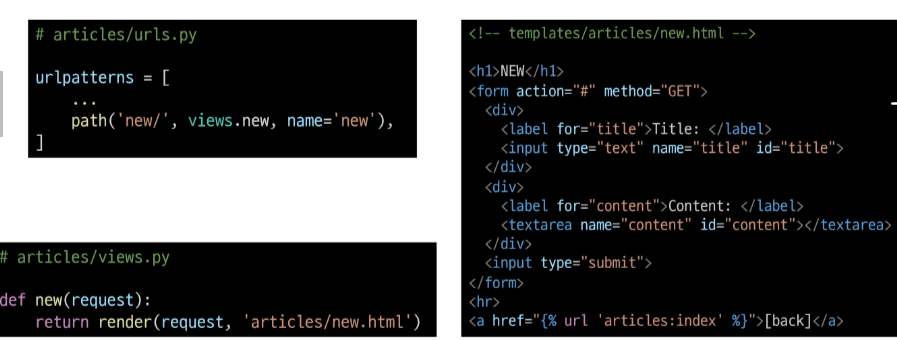 # articles/urls.py
urlpatterns = [
    ...
    path('new/', views.new, name='new'),
]
# articles/views.py
def new(request):
    return render(request, 'articles/new.html')
<!-- templates/articles/new.html -->
<h1>NEW</h1>
<form action="#" method="GET">
  <div>
    <label for="title">Title: </label>
    <input type="text" name="title" id="title">
  </div>
  <div>
    <label for="content">Content: </label>
    <textarea name="content" id="content"></textarea>
  </div>
  <input type="submit">
</form>
<hr>
<a href="{% url 'articles:index' %}">[back]</a>